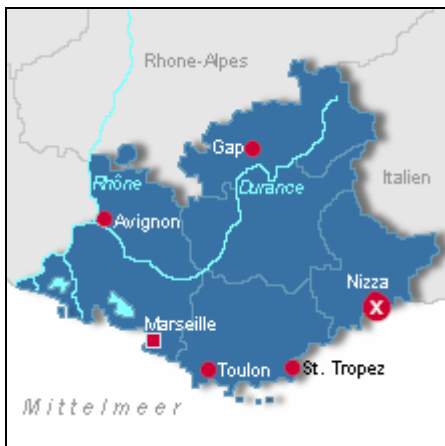 Rhone-Alpes
Gap
Rhône
Durance
Italien
Avignon
Nizza
X
Marseille
Toulon
St. Tropez
Mittelmeer